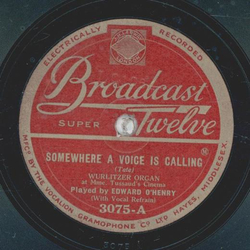 ELECTRICALLY RECORDED
Broadcast
SUPER Twelve
SOMEWHERE A VOICE IS CALLING
(Tate)
WURLITZER ORGAN
at Mme. Tussaud's Cinema
Played by EDWARD O'HENRY
(With Vocal Refrain)
3075-A
MFG BY THE VOCALION GRAMOPHONE CO LTD HAYES, MIDDLESEX.